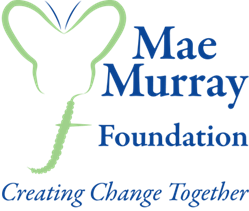 Mae
Murray
Foundation
Creating Change Together